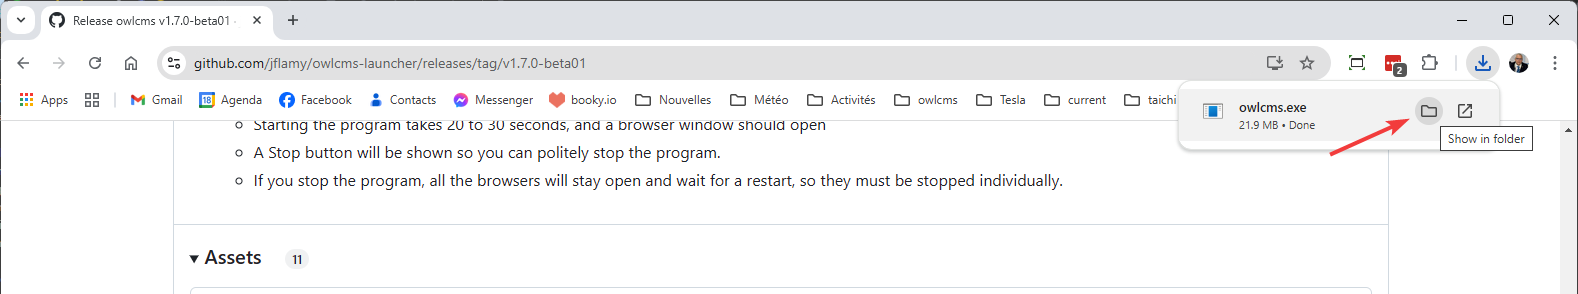 Release owlcms v1.7.0-beta01
github.com/jflamy/owlcms-launcher/releases/tag/v1.7.0-beta01
2
Apps
Gmail
18
Agenda
Facebook
Contacts
Messenger
booky.io
Nouvelles
Météo
Activités
owlcms
Tesla
current
taichi
owlcms.exe
21.9 MB • Done
Show in folder
Starting the program takes 20 to 30 seconds, and a browser window should open
A Stop button will be shown so you can politely stop the program.
If you stop the program, all the browsers will stay open and wait for a restart, so they must be stopped individually.
Assets 11